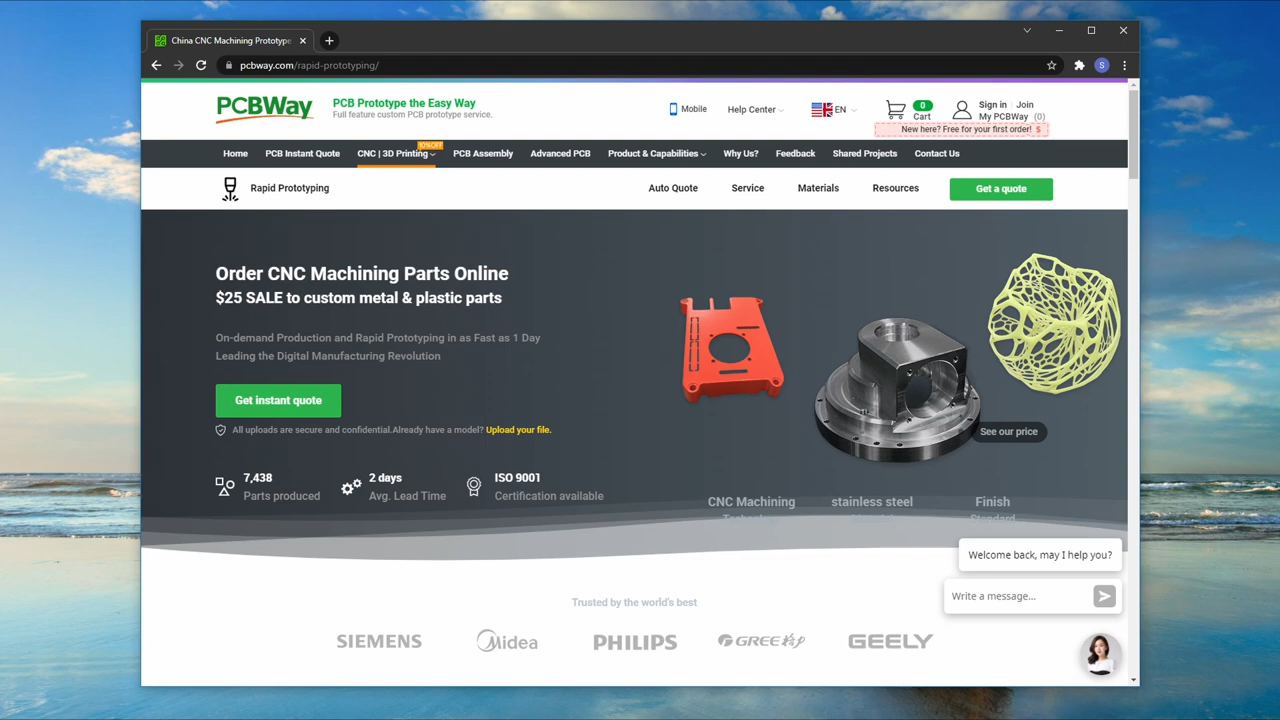 China CNC Machining Prototype
pcbway.com/rapid-prototyping/
S
PCBWay
PCB Prototype the Easy Way
Full feature custom PCB prototype service.
Mobile
Help Center
EN
0
Cart
Sign in | Join
My PCBWay (0)
New here? Free for your first order! $
Home
PCB Instant Quote
CNC | 3D Printing
10%OFF
PCB Assembly
Advanced PCB
Product & Capabilities
Why Us?
Feedback
Shared Projects
Contact Us
Rapid Prototyping
Auto Quote
Service
Materials
Resources
Get a quote
Order CNC Machining Parts Online
$25 SALE to custom metal & plastic parts
On-demand Production and Rapid Prototyping in as Fast as 1 Day
Leading the Digital Manufacturing Revolution
Get instant quote
All uploads are secure and confidential.Already have a model? Upload your file.
7,438
Parts produced
2 days
Avg. Lead Time
ISO 9001
Certification available
See our price
CNC Machining
stainless steel
Finish
Welcome back, may I help you?
Write a message...
Trusted by the world's best
SIEMENS
Midea
PHILIPS
GREE格力
GEELY